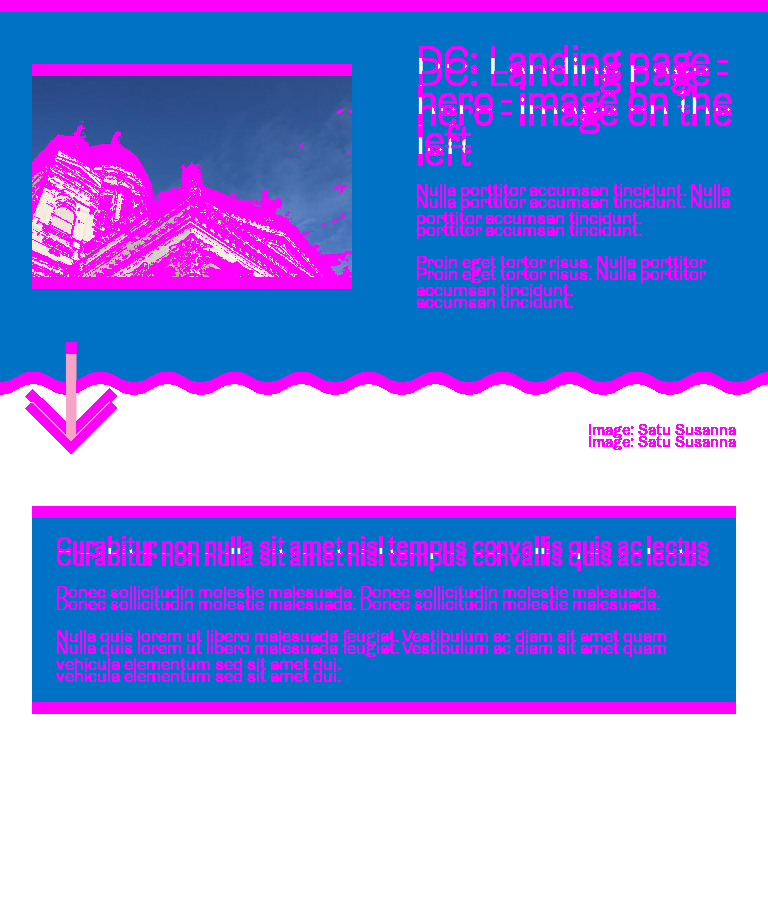 DC: Landing page -
hero - image on the
left
Nulla porttitor accumsan tincidunt. Nulla
porttitor accumsan tincidunt.
Proin eget tortor risus. Nulla porttitor
accumsan tincidunt.
Image: Satu Susanna
Curabitur non nulla sit amet nisl tempus convallis quis ac lectus
Donec sollicitudin molestie malesuada. Donec sollicitudin molestie malesuada.
Nulla quis lorem ut libero malesuada feugiat. Vestibulum ac diam sit amet quam
vehicula elementum sed sit amet dui.